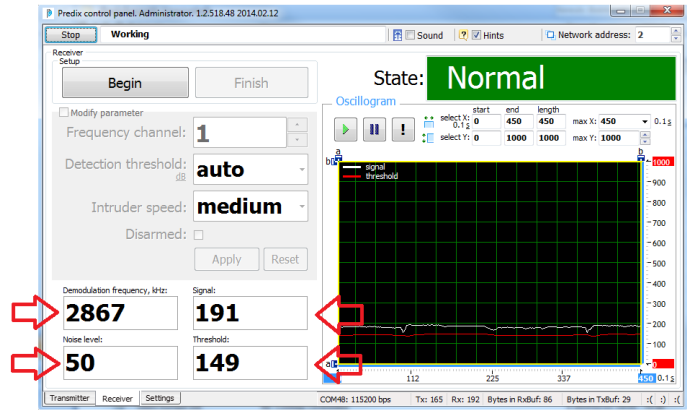 Predix control panel. Administrator. 1.2.518.48 2014.02.12
Stop Working Sound Hints Network address: 2
Receiver
Setup
Begin Finish
State: Normal
Modify parameter
Frequency channel: 1
Detection threshold: auto
dB
Intruder speed: medium
Disarmed:
Apply Reset
Demodulation frequency, kHz: Signal:
2867 191
Noise level: Threshold:
50 149
Oscillogram
start end length
select X: 0 450 450 max X: 450 0.1 s
0.1 s
select Y: 0 1000 1000 max Y: 1000
a b
b 1000
signal
threshold
900
800
700
600
500
400
300
200
100
a 0
112 225 337 450 0.1 s
Transmitter Receiver Settings
COM48: 115200 bps Tx: 165 Rx: 192 Bytes in RxBuf: 86 Bytes in TxBuf: 29 :( :) :(